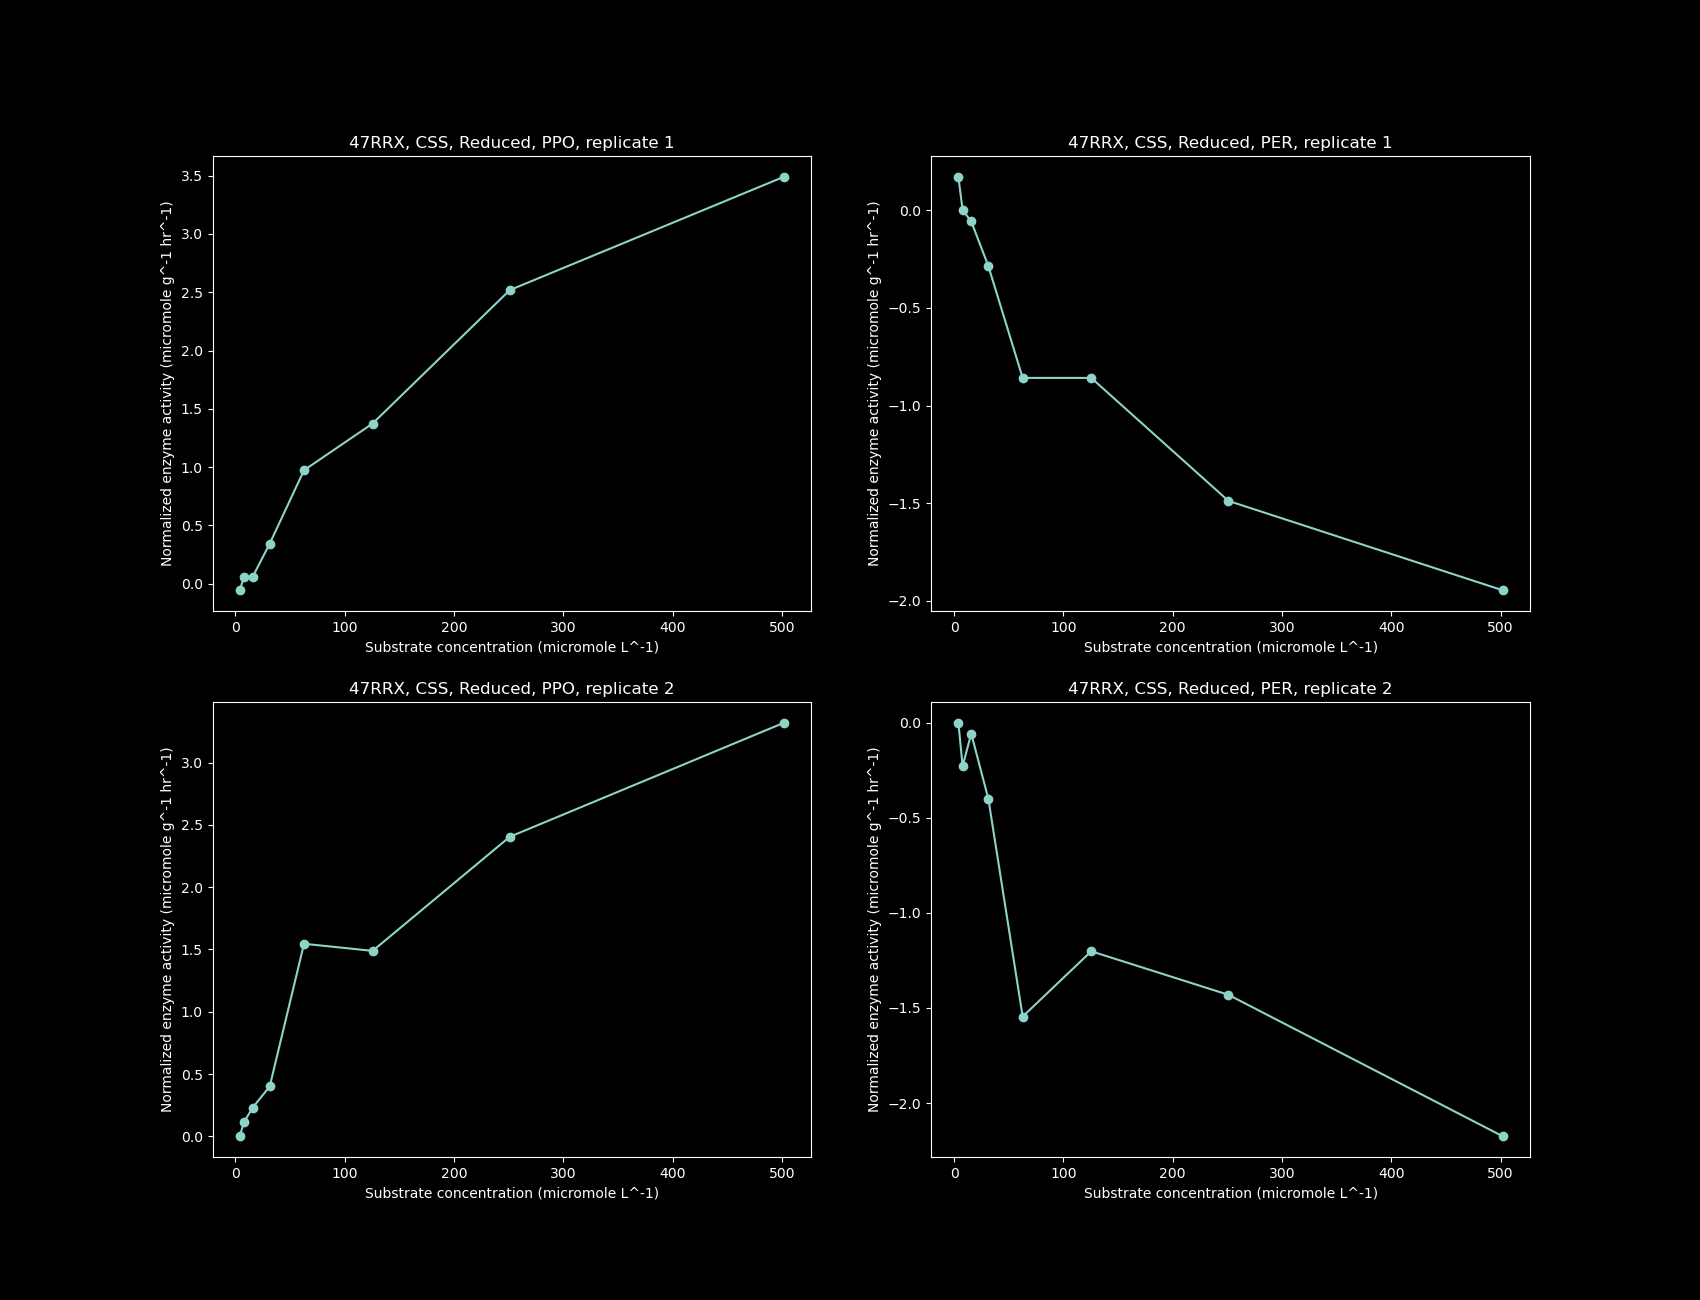 47RRX, CSS, Reduced, PPO, replicate 1
Normalized enzyme activity (micromole g^-1 hr^-1)
3.5
3.0
2.5
2.0
1.5
1.0
0.5
0.0
0 100 200 300 400 500
Substrate concentration (micromole L^-1)
47RRX, CSS, Reduced, PER, replicate 1
Normalized enzyme activity (micromole g^-1 hr^-1)
0.0
−0.5
−1.0
−1.5
−2.0
0 100 200 300 400 500
Substrate concentration (micromole L^-1)
47RRX, CSS, Reduced, PPO, replicate 2
Normalized enzyme activity (micromole g^-1 hr^-1)
3.0
2.5
2.0
1.5
1.0
0.5
0.0
0 100 200 300 400 500
Substrate concentration (micromole L^-1)
47RRX, CSS, Reduced, PER, replicate 2
Normalized enzyme activity (micromole g^-1 hr^-1)
0.0
−0.5
−1.0
−1.5
−2.0
0 100 200 300 400 500
Substrate concentration (micromole L^-1)